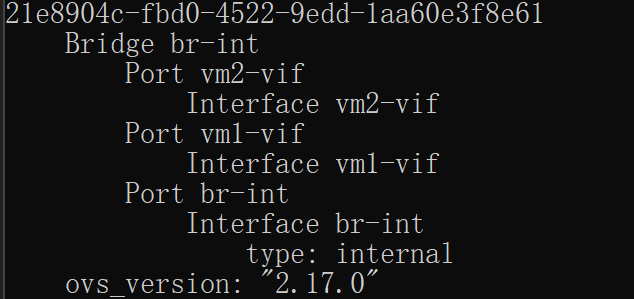 21e8904c-fbd0-4522-9edd-1aa60e3f8e61
Bridge br-int
Port vm2-vif
Interface vm2-vif
Port vm1-vif
Interface vm1-vif
Port br-int
Interface br-int
type: internal
ovs_version: "2.17.0"